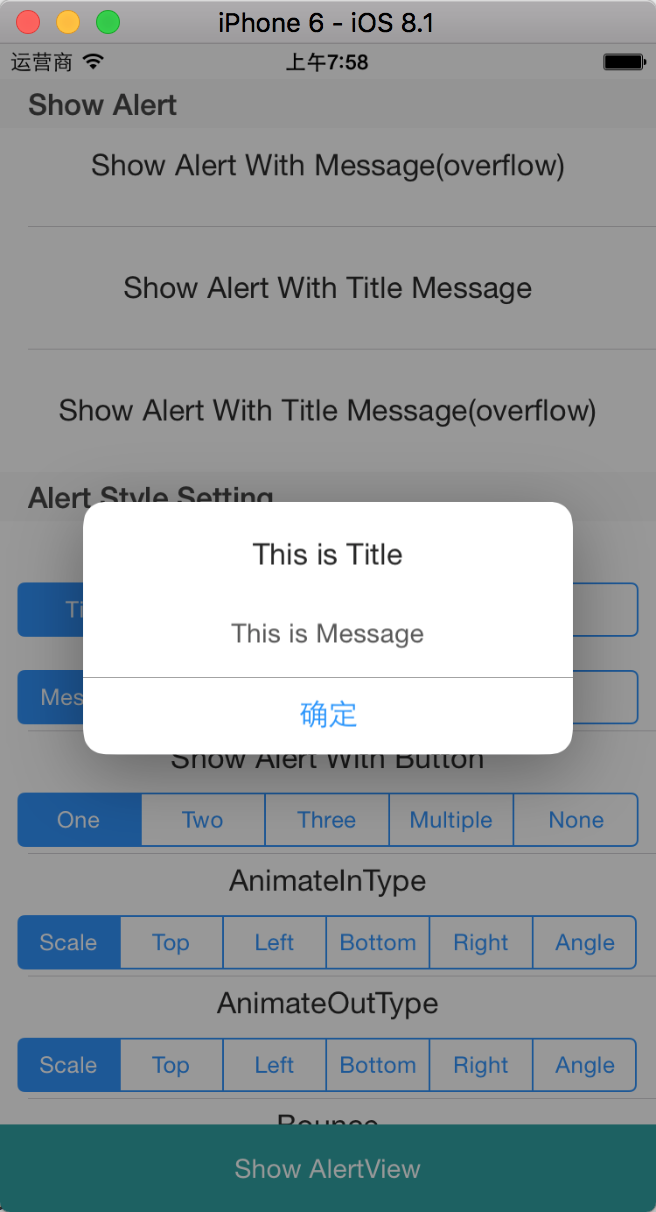 iPhone 6 - iOS 8.1
运营商 上午7:58
Show Alert
Show Alert With Message(overflow)
Show Alert With Title Message
Show Alert With Title Message(overflow)
Alert Style Setting
This is Title
Ti
This is Message
Mes
确定
Show Alert With Button
One Two Three Multiple None
AnimateInType
Scale Top Left Bottom Right Angle
AnimateOutType
Scale Top Left Bottom Right Angle
Bounce
Show AlertView